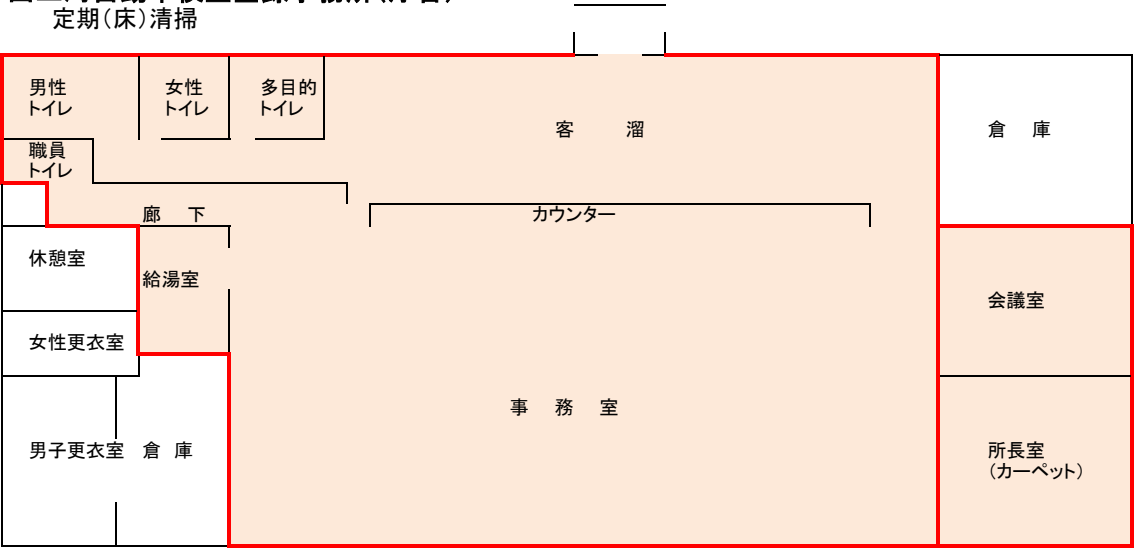 定期(床)清掃
男性
トイレ
女性
トイレ
多目的
トイレ
客 溜
倉 庫
職員
トイレ
廊 下
カウンター
休憩室
給湯室
会議室
女性更衣室
事 務 室
男子更衣室
倉 庫
所長室
(カーペット)